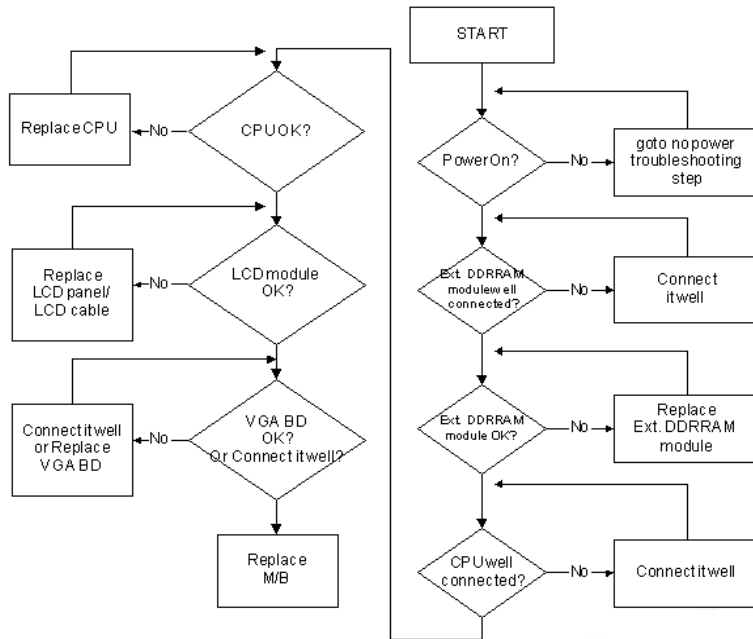 START
Power On?
No
goto no power
troubleshooting
step
Ext. DDRRAM
module well
connected?
No
Connect
it well
Ext. DDRRAM
module OK?
No
Replace
Ext. DDRRAM
module
CPU well
connected?
No
Connect it well
CPU OK?
No
Replace CPU
LCD module
OK?
No
Replace
LCD panel/
LCD cable
VGA BD
OK?
Or Connect it well?
No
Connect it well
or Replace
VGA BD
Replace
M/B